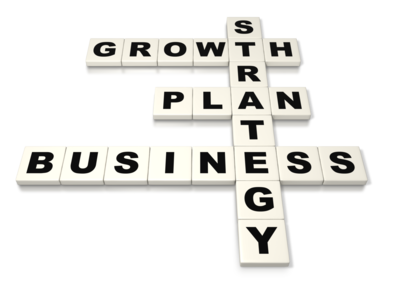 STRATEGY
GROWTH
PLAN
BUSINESS